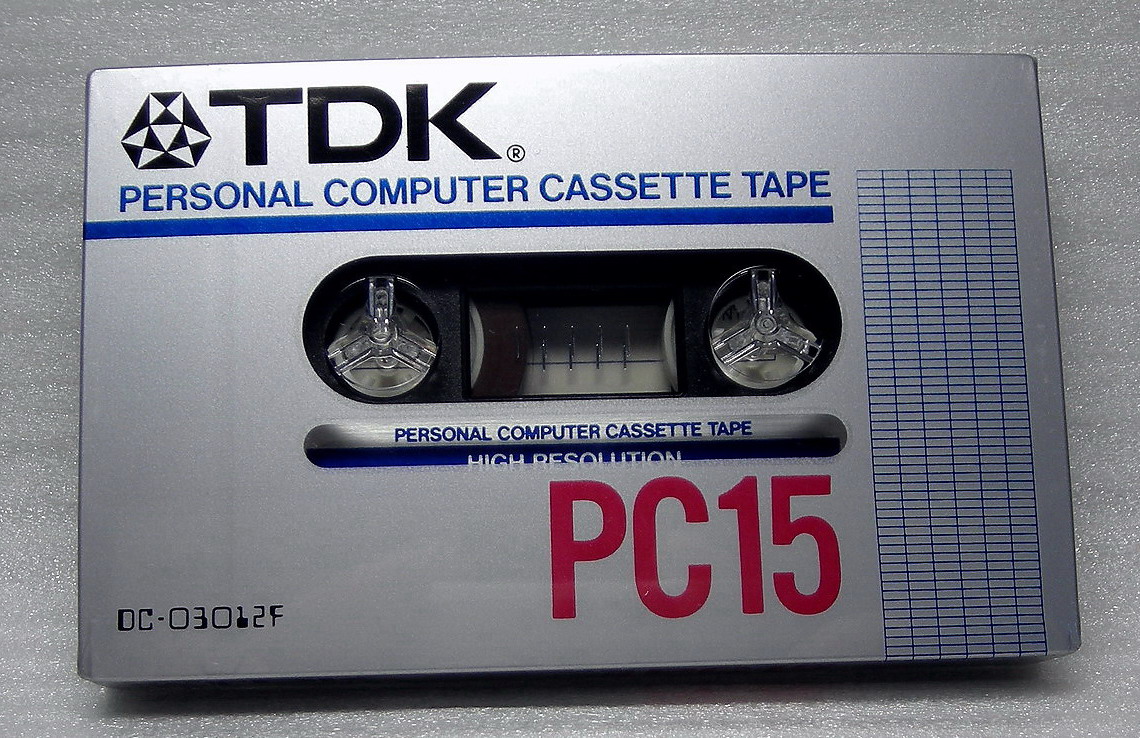 TDK®
PERSONAL COMPUTER CASSETTE TAPE
PERSONAL COMPUTER CASSETTE TAPE
HIGH RESOLUTION
PC15
DC-03012F